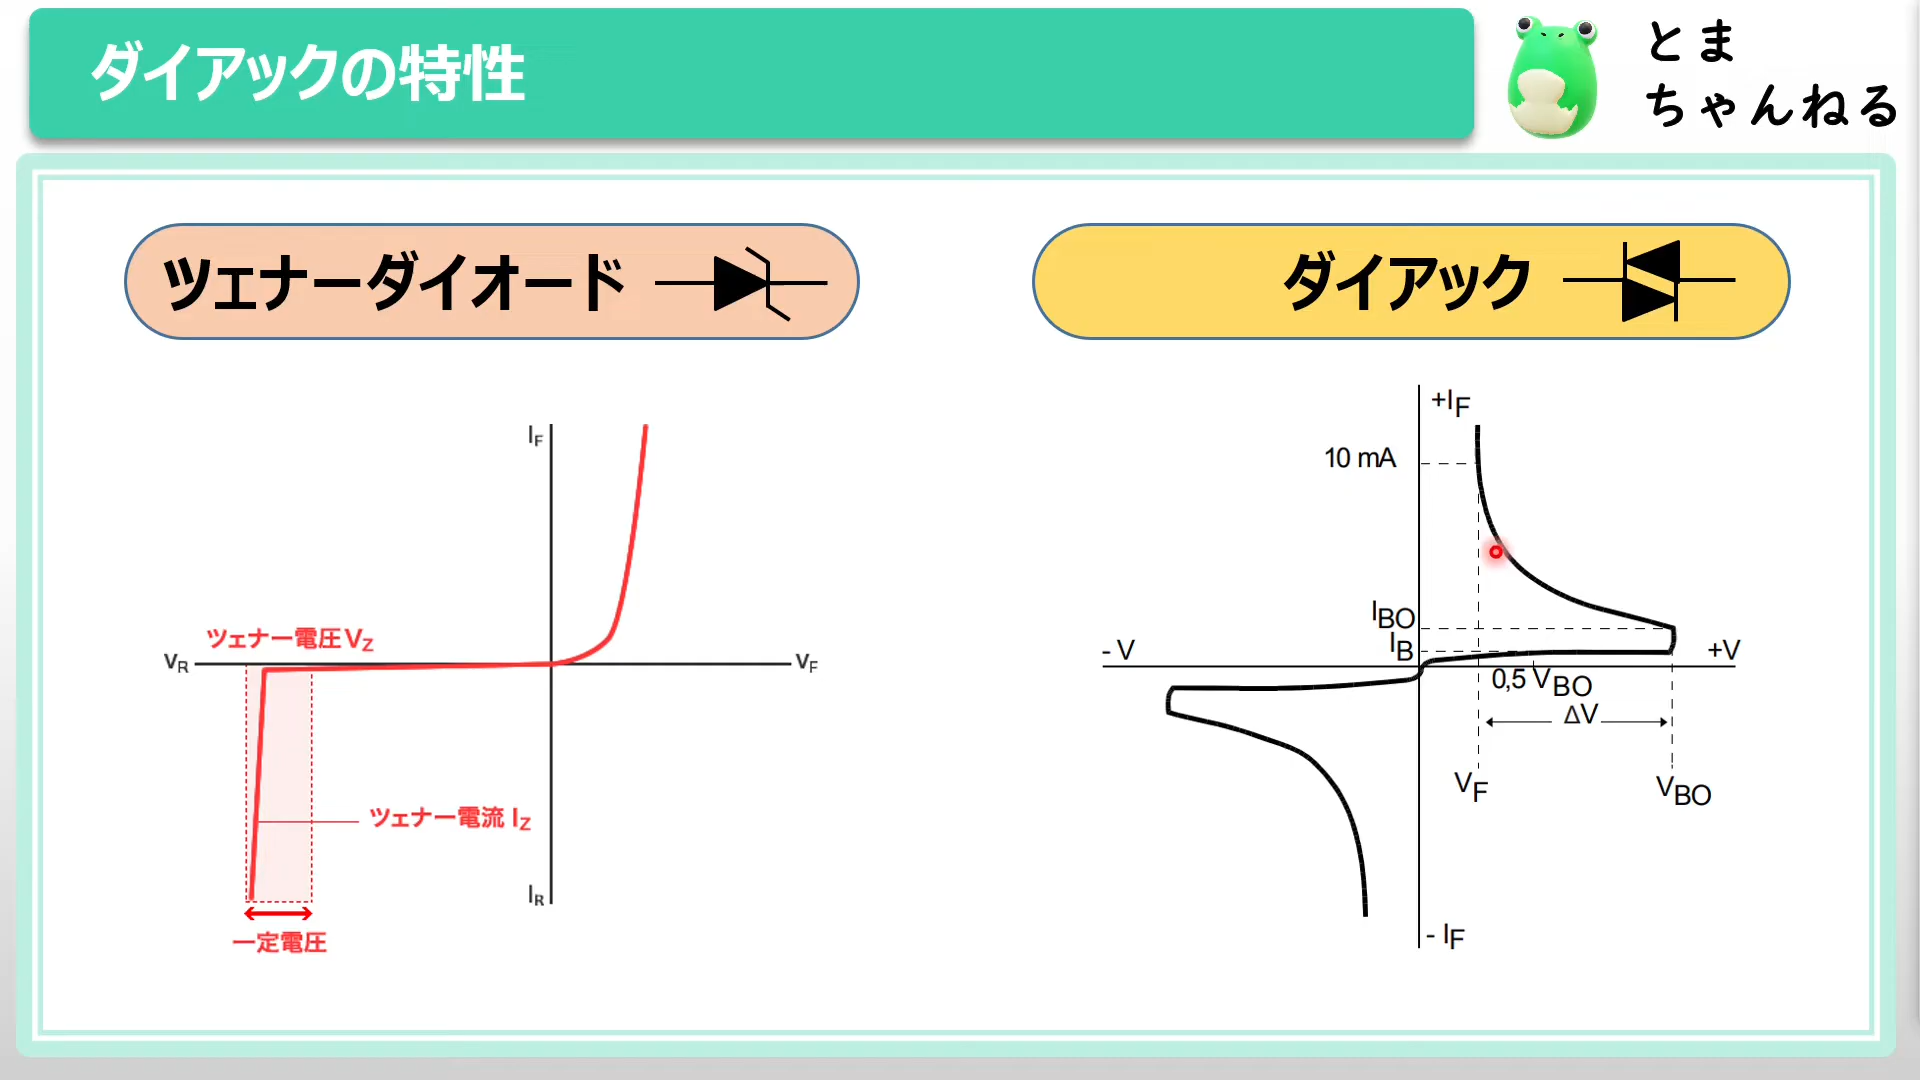 ダイアックの特性
とま
ちゃんねる
ツェナーダイオード
ダイアック
IF
ツェナー電圧 VZ
VR
VF
ツェナー電流 IZ
IR
一定電圧
+IF
10 mA
IBO
IB
- V
+V
0,5 VBO
ΔV
VF
VBO
- IF